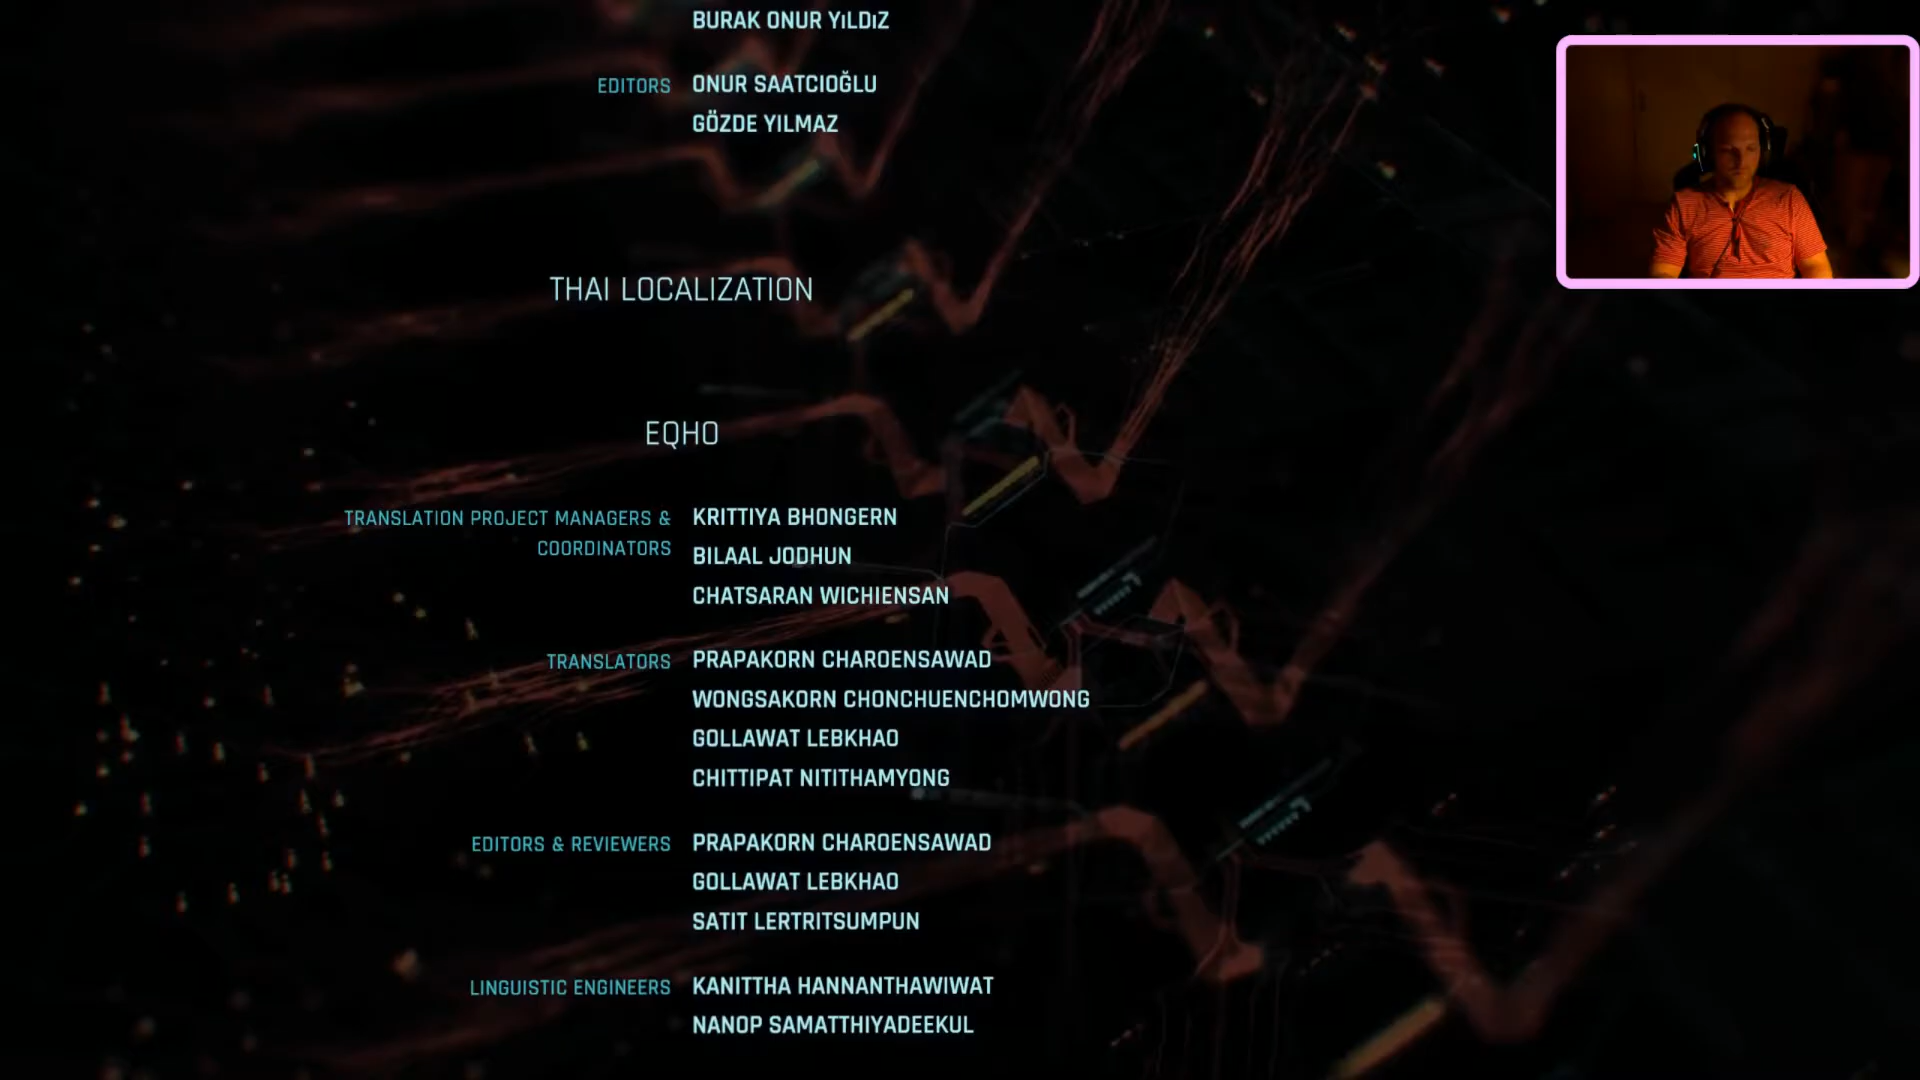 BURAK ONUR YıLDıZ
EDITORS ONUR SAATCIOĞLU
GÖZDE YILMAZ
THAI LOCALIZATION
EQHO
TRANSLATION PROJECT MANAGERS & KRITTIYA BHONGERN
COORDINATORS BILAAL JODHUN
CHATSARAN WICHIENSAN
TRANSLATORS PRAPAKORN CHAROENSAWAD
WONGSAKORN CHONCHUENCHOMWONG
GOLLAWAT LEBKHAO
CHITTIPAT NITITHAMYONG
EDITORS & REVIEWERS PRAPAKORN CHAROENSAWAD
GOLLAWAT LEBKHAO
SATIT LERTRITSUMPUN
LINGUISTIC ENGINEERS KANITTHA HANNANTHAWIWAT
NANOP SAMATTHIYADEEKUL